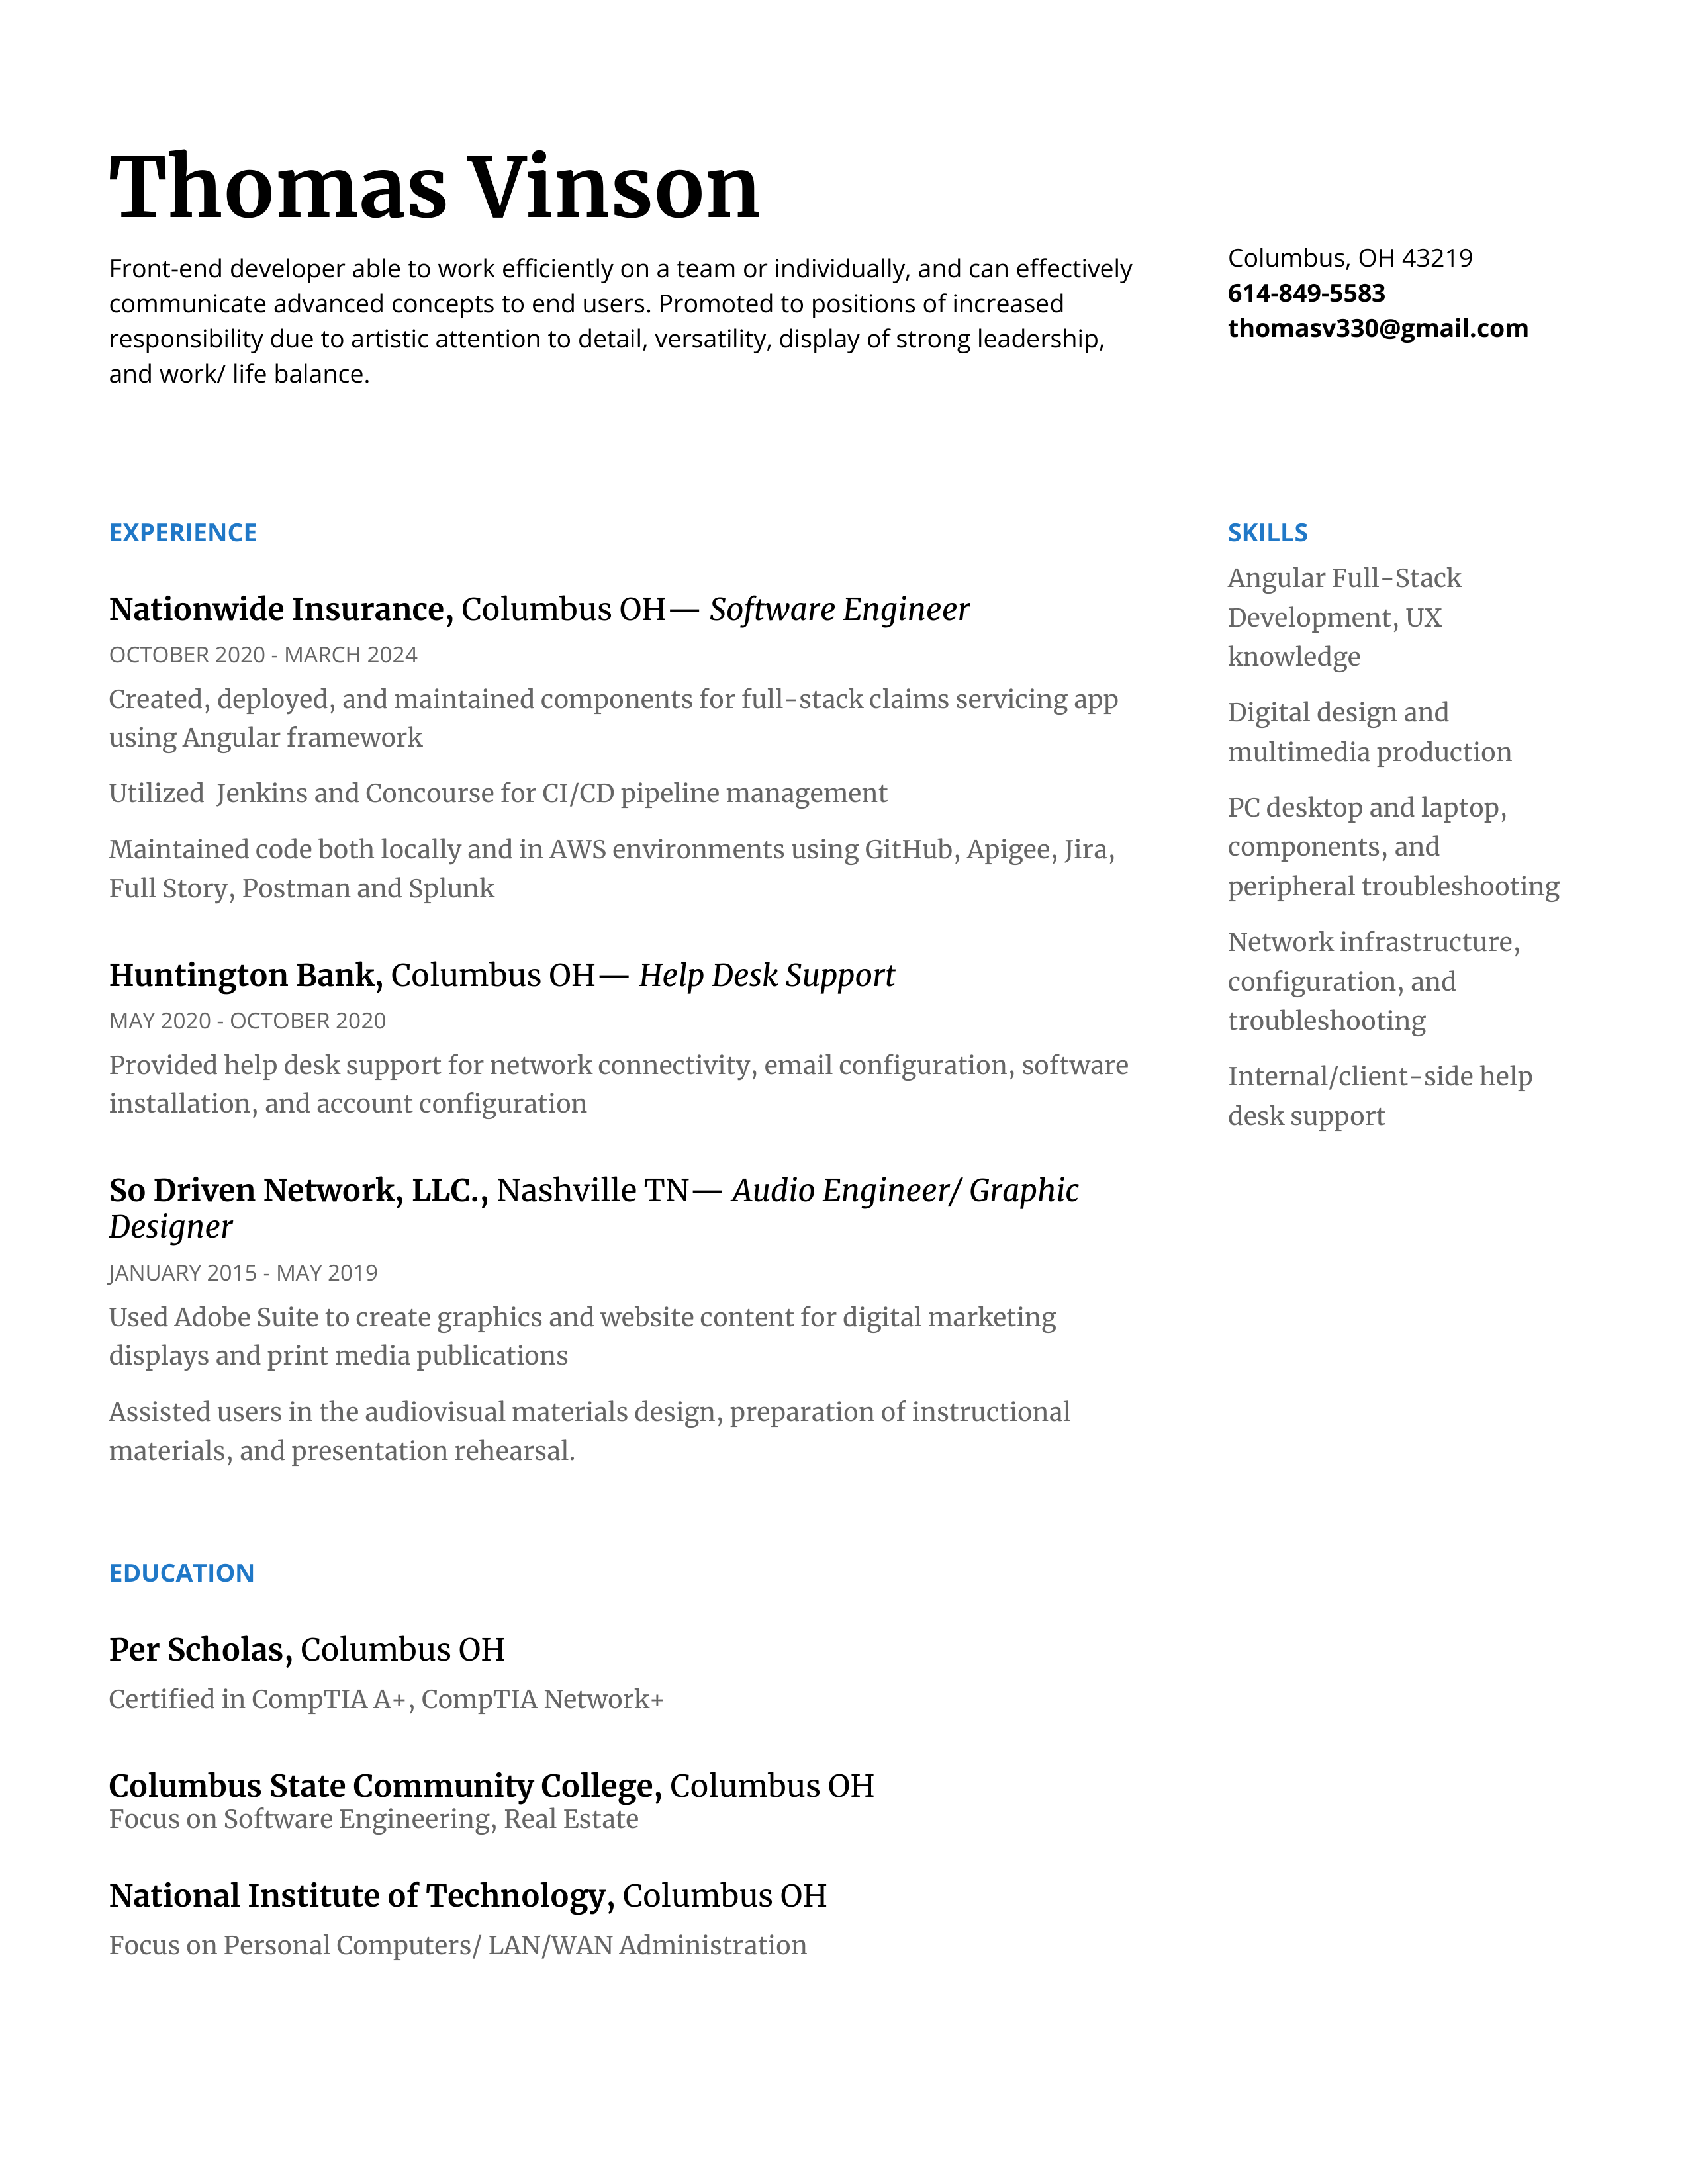 Thomas Vinson
Front-end developer able to work efficiently on a team or individually, and can effectively
communicate advanced concepts to end users. Promoted to positions of increased
responsibility due to artistic attention to detail, versatility, display of strong leadership,
and work/ life balance.
Columbus, OH 43219
614-849-5583
thomasv330@gmail.com
EXPERIENCE
Nationwide Insurance, Columbus OH— Software Engineer
OCTOBER 2020 - MARCH 2024
Created, deployed, and maintained components for full-stack claims servicing app
using Angular framework
Utilized  Jenkins and Concourse for CI/CD pipeline management
Maintained code both locally and in AWS environments using GitHub, Apigee, Jira,
Full Story, Postman and Splunk
Huntington Bank, Columbus OH— Help Desk Support
MAY 2020 - OCTOBER 2020
Provided help desk support for network connectivity, email configuration, software
installation, and account configuration
So Driven Network, LLC., Nashville TN— Audio Engineer/ Graphic
Designer
JANUARY 2015 - MAY 2019
Used Adobe Suite to create graphics and website content for digital marketing
displays and print media publications
Assisted users in the audiovisual materials design, preparation of instructional
materials, and presentation rehearsal.
EDUCATION
Per Scholas, Columbus OH
Certified in CompTIA A+, CompTIA Network+
Columbus State Community College, Columbus OH
Focus on Software Engineering, Real Estate
National Institute of Technology, Columbus OH
Focus on Personal Computers/ LAN/WAN Administration
SKILLS
Angular Full-Stack
Development, UX
knowledge
Digital design and
multimedia production
PC desktop and laptop,
components, and
peripheral troubleshooting
Network infrastructure,
configuration, and
troubleshooting
Internal/client-side help
desk support